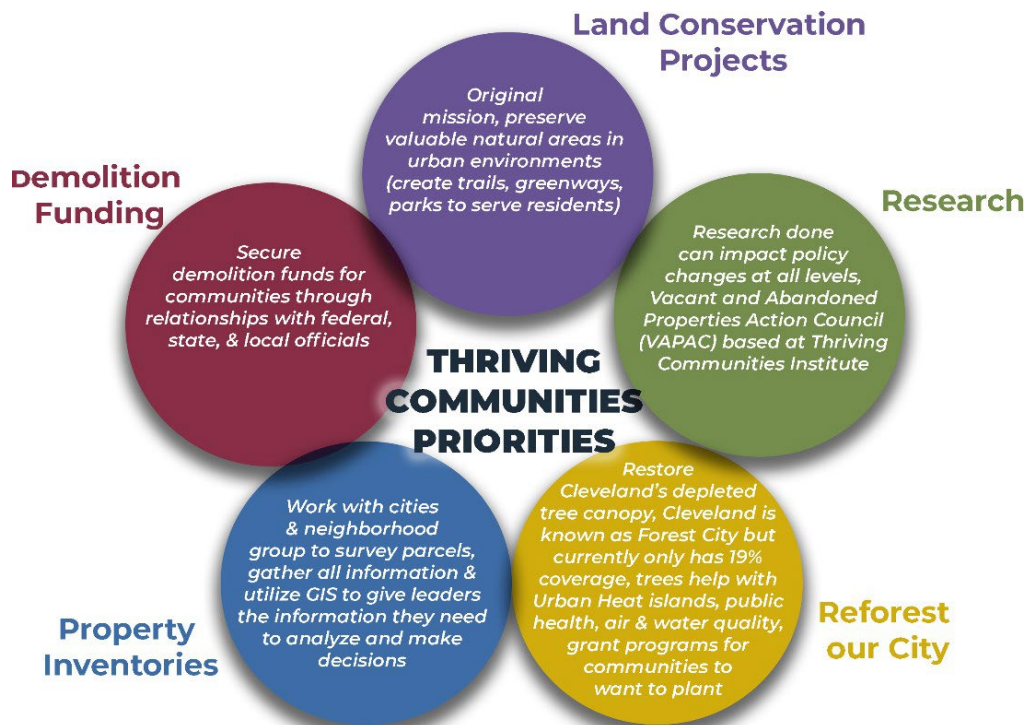 Land Conservation
Projects
Original
mission, preserve
valuable natural areas in
urban environments
(create trails, greenways,
parks to serve residents)
Demolition
Funding
Secure
demolition funds for
communities through
relationships with federal,
state, & local officials
Research
Research done
can impact policy
changes at all levels,
Vacant and Abandoned
Properties Action Council
(VAPAC) based at Thriving
Communities Institute
THRIVING
COMMUNITIES
PRIORITIES
Property
Inventories
Work with cities
& neighborhood
group to survey parcels,
gather all information &
utilize GIS to give leaders
the information they need
to analyze and make
decisions
Restore
Cleveland's depleted
tree canopy, Cleveland is
known as Forest City but
currently only has 19%
coverage, trees help with
Urban Heat islands, public
health, air & water quality,
grant programs for
communities to
want to plant
Reforest
our City